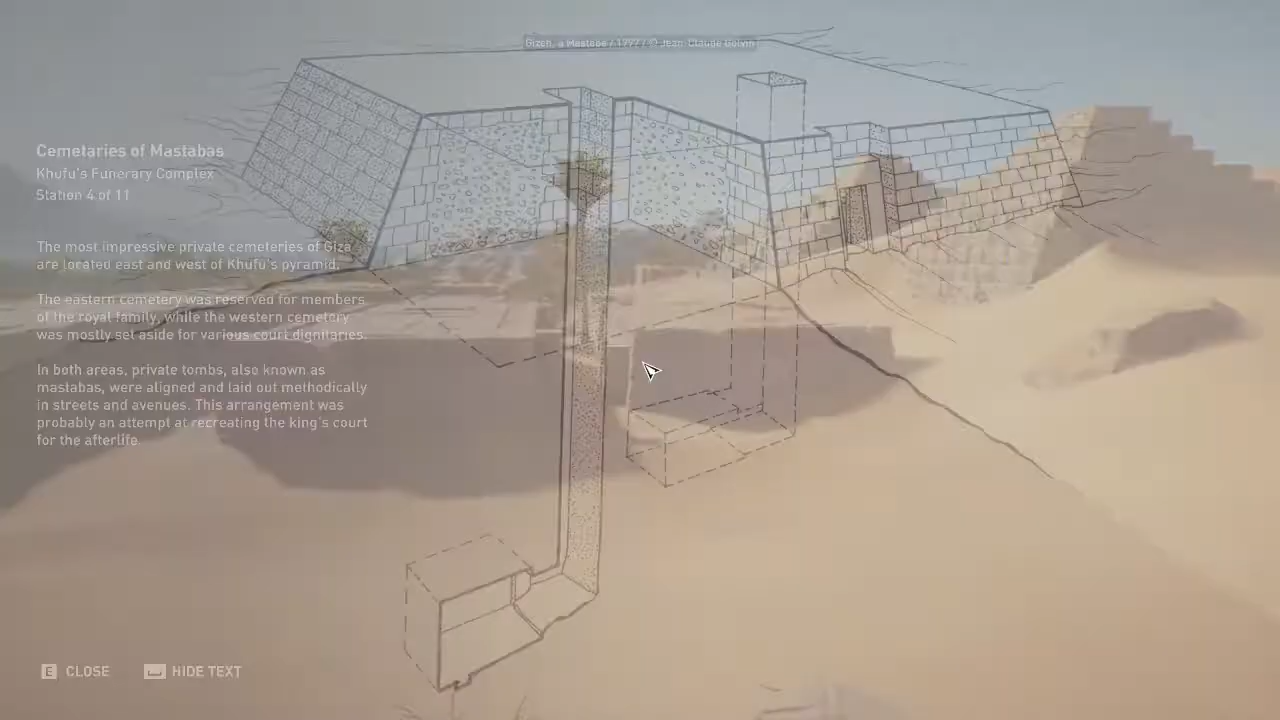 Gizeh, a Mastaba / 1997 / © Jean-Claude Golvin
Cemetaries of Mastabas
Khufu's Funerary Complex
Station 4 of 11
The most impressive private cemeteries of Giza
are located east and west of Khufu's pyramid.
The eastern cemetery was reserved for members
of the royal family, while the western cemetery
was mostly set aside for various court dignitaries.
In both areas, private tombs, also known as
mastabas, were aligned and laid out methodically
in streets and avenues. This arrangement was
probably an attempt at recreating the king's court
for the afterlife.
E CLOSE
HIDE TEXT